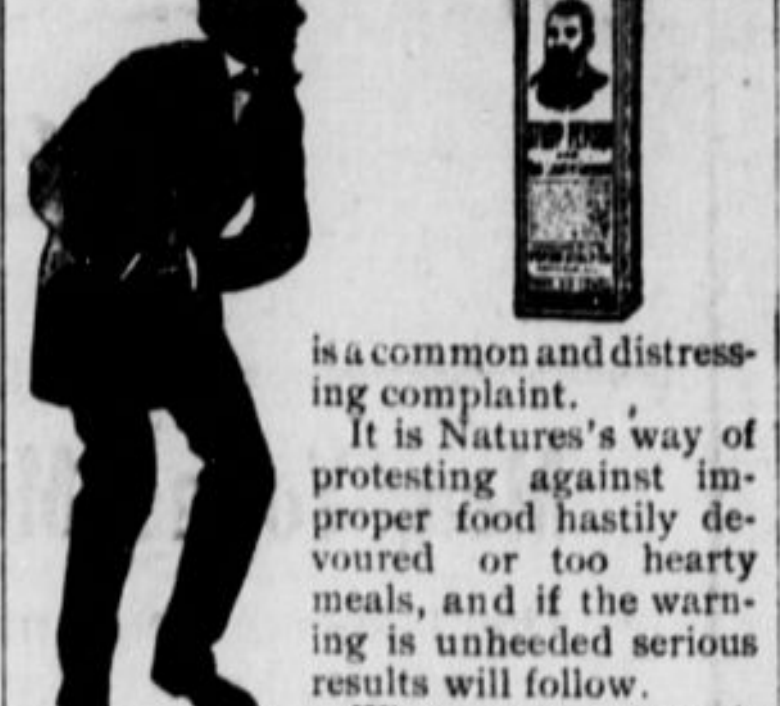 is a common and distress-
ing complaint.
It is Natures's way of
protesting against im-
proper food hastily de-
voured or too hearty
meals, and if the warn-
ing is unheeded serious
results will follow.